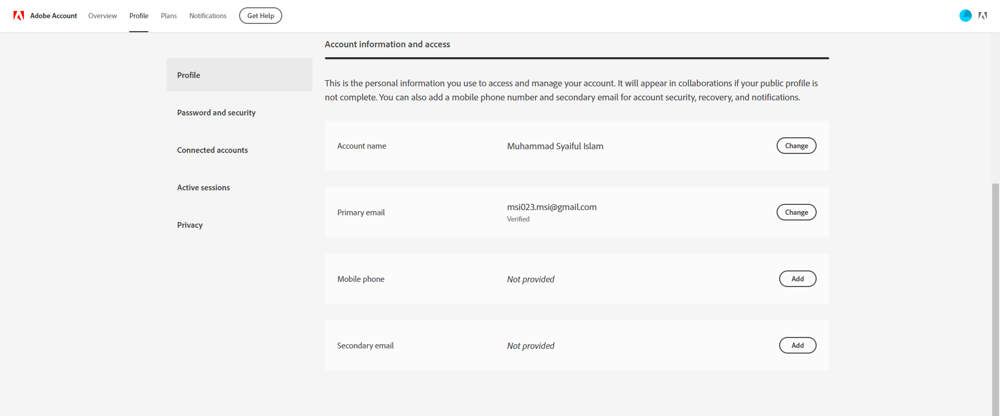 Adobe Account Overview Profile Plans Notifications Get Help
Account information and access
Profile
Password and security
Connected accounts
Active sessions
Privacy
This is the personal information you use to access and manage your account. It will appear in collaborations if your public profile is
not complete. You can also add a mobile phone number and secondary email for account security, recovery, and notifications.
Account name Muhammad Syaiful Islam Change
Primary email msi023.msi@gmail.com Change
Verified
Mobile phone Not provided Add
Secondary email Not provided Add